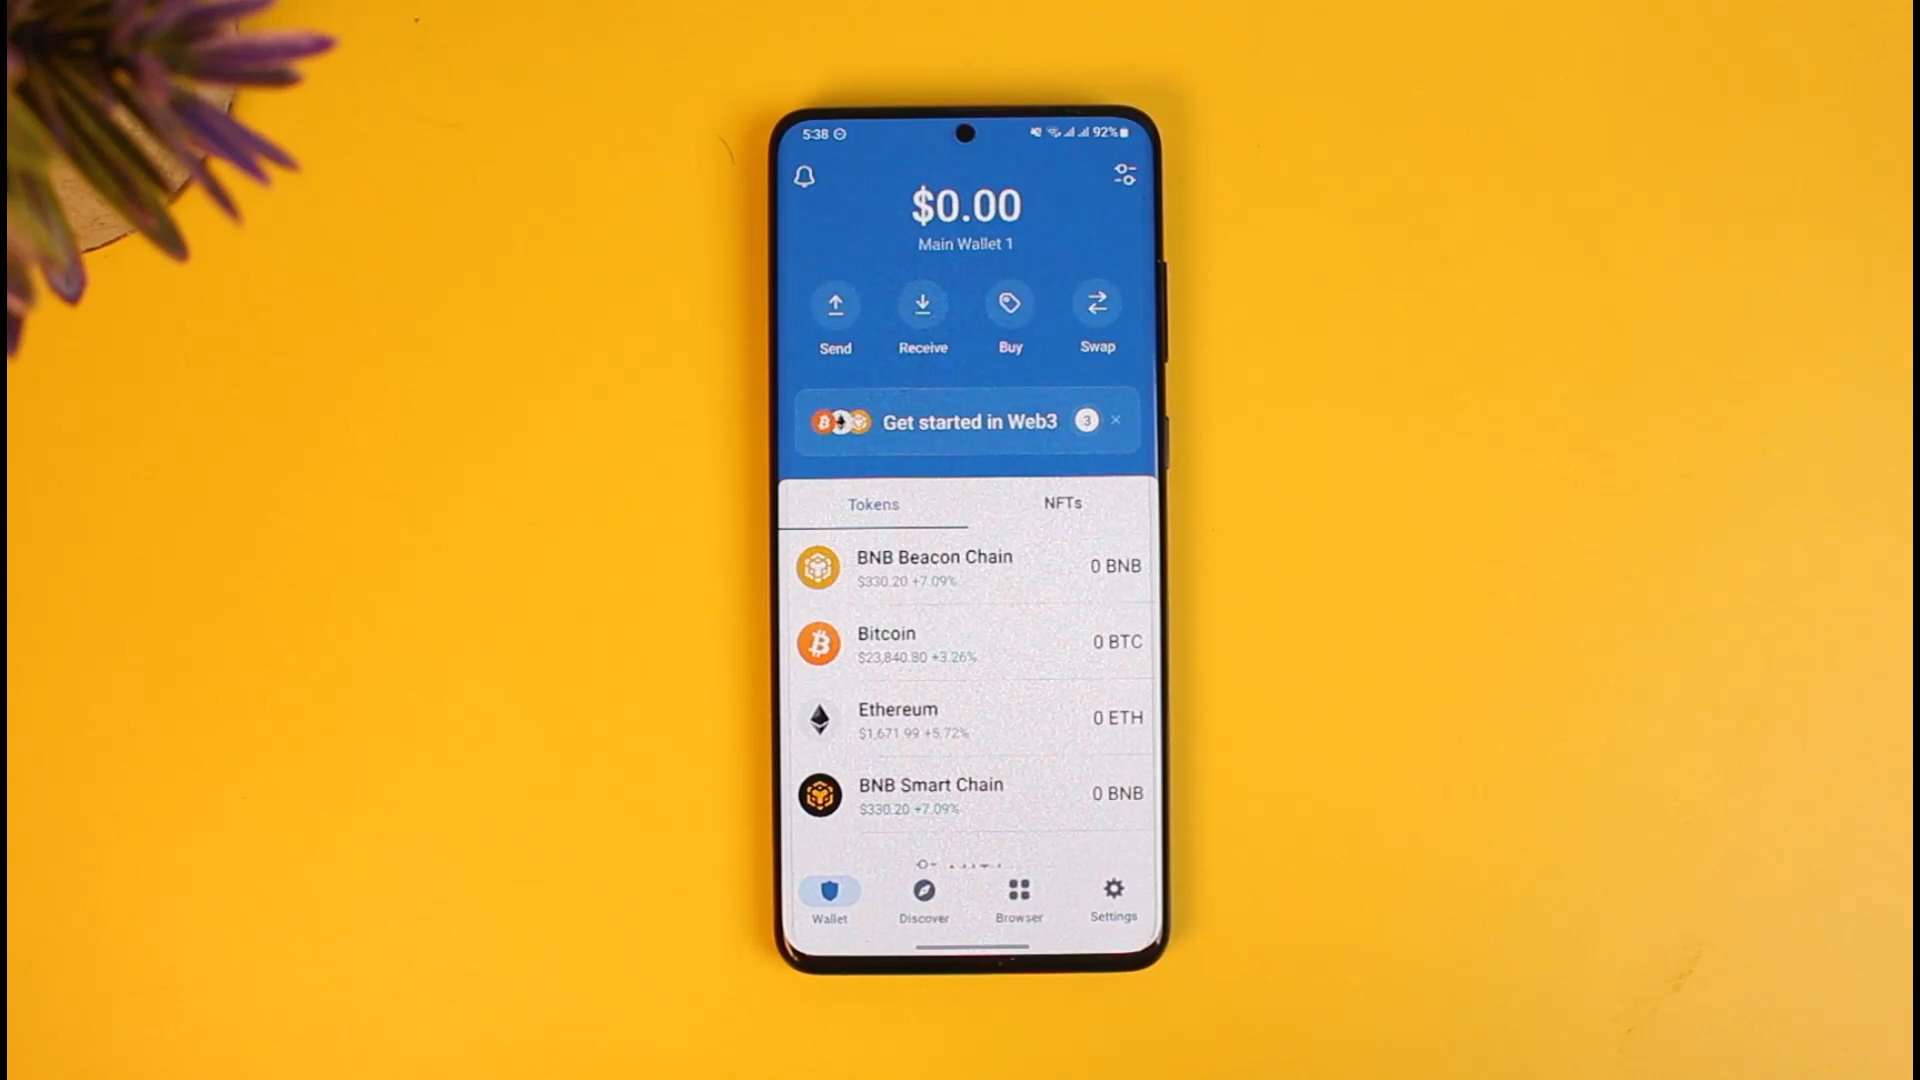 5:38
92%
$0.00
Main Wallet 1
Send
Receive
Buy
Swap
Get started in Web3
3
Tokens
NFTs
BNB Beacon Chain
$330.20 +7.09%
0 BNB
Bitcoin
$23,840.80 +3.26%
0 BTC
Ethereum
$1,671.99 +5.72%
0 ETH
BNB Smart Chain
$330.20 +7.09%
0 BNB
Wallet
Discover
Browser
Settings